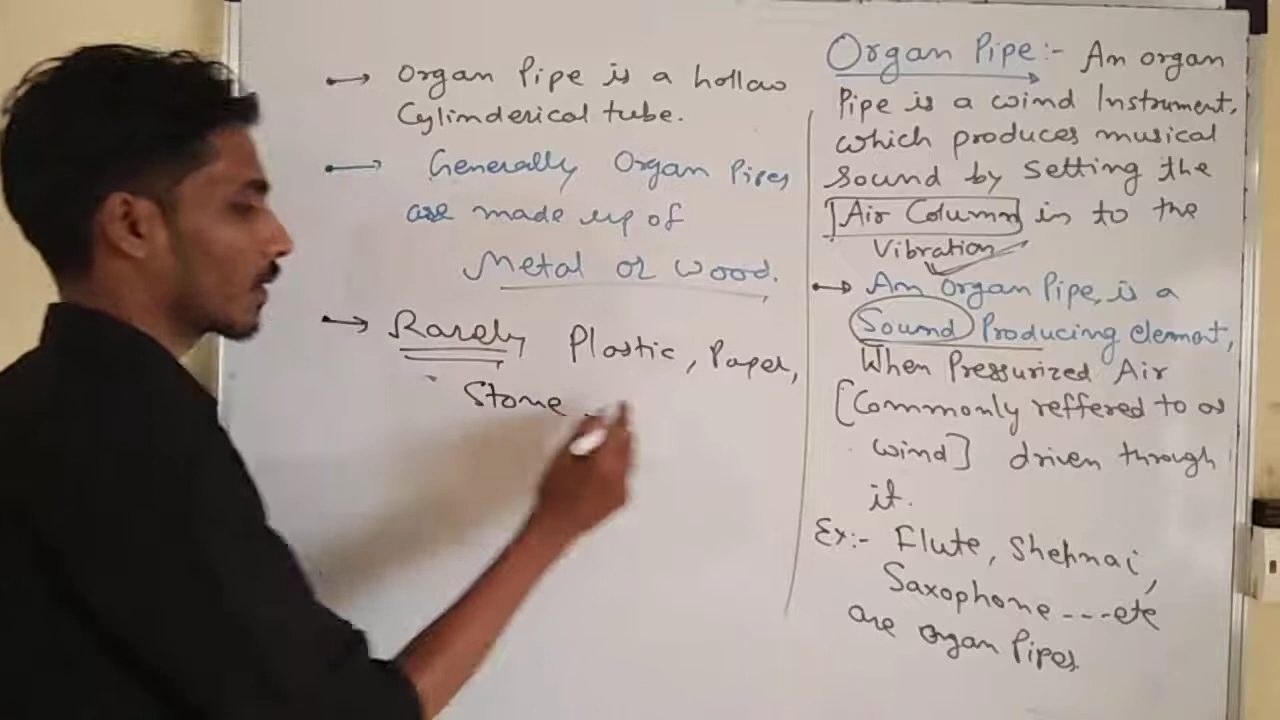 Organ Pipe:- An organ
Pipe is a wind Instrument,
which produces musical
Sound by setting the
Air Column in to the
Vibration
→ An Organ Pipe, is a
Sound Producing element,
When Pressurized Air
[Commonly reffered to as
wind] driven through
it.
Ex:- Flute, Shehnai,
Saxophone ---etc
are organ Pipes
→ Organ Pipe is a hollow
Cylinderical tube.
→ Generally Organ Pipes
are made up of
Metal or wood.
→ Rarely Plastic, Paper,
Stone